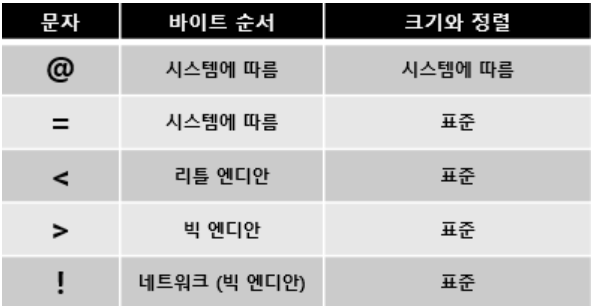 문자 바이트 순서 크기와 정렬
@ 시스템에 따름 시스템에 따름
= 시스템에 따름 표준
< 리틀 엔디안 표준
> 빅 엔디안 표준
! 네트워크 (빅 엔디안) 표준